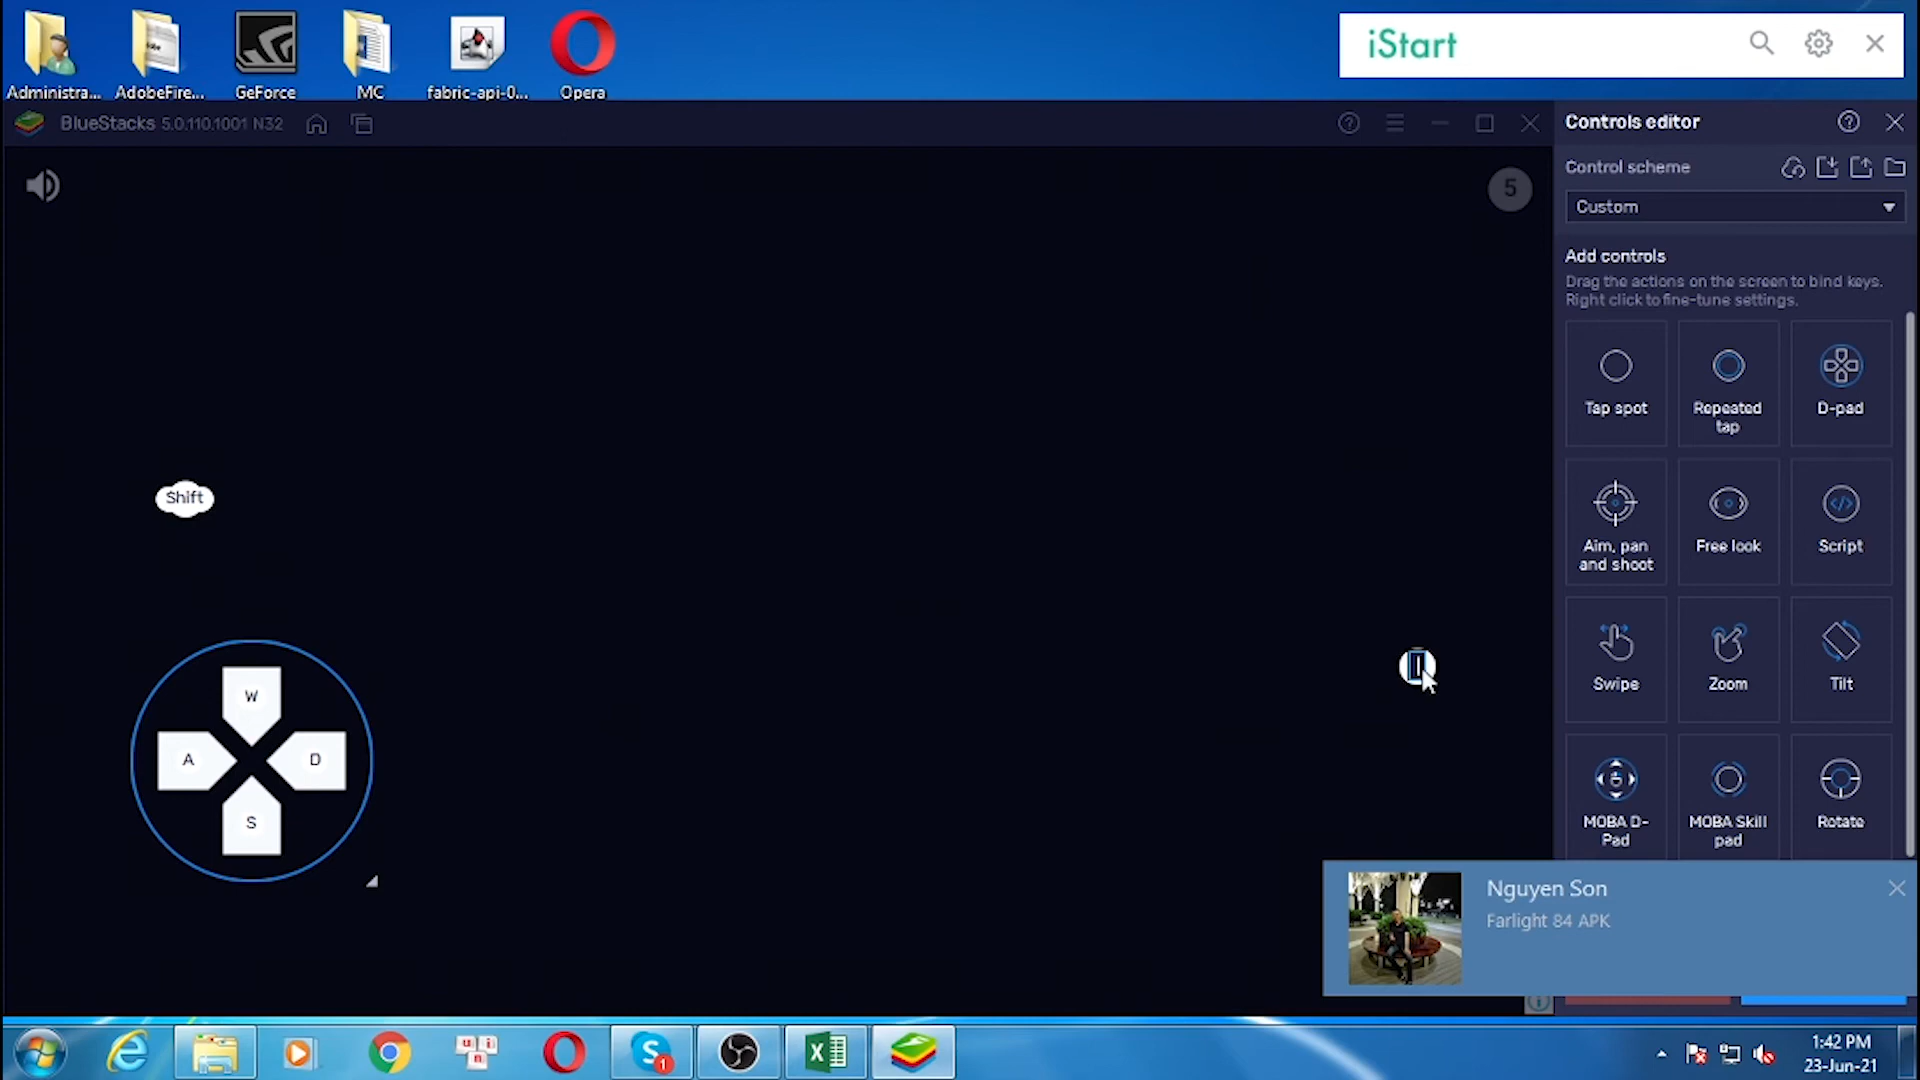 Administra...
AdobeFire...
GeForce
MC
fabric-api-0...
Opera
iStart
BlueStacks 5.0.110.1001 N32
5
Shift
W
A
D
S
Controls editor
Control scheme
Custom
Add controls
Drag the actions on the screen to bind keys.
Right click to fine-tune settings.
Tap spot
Repeated
tap
D-pad
Aim, pan
and shoot
Free look
Script
Swipe
Zoom
Tilt
MOBA D-
Pad
MOBA Skill
pad
Rotate
Nguyen Son
Farlight 84 APK
1:42 PM
23-Jun-21